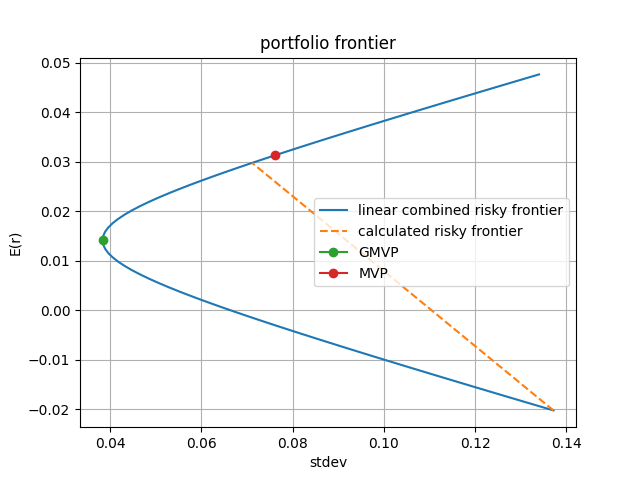 portfolio frontier
E(r)
0.05
0.04
0.03
0.02
0.01
0.00
−0.01
−0.02
linear combined risky frontier
calculated risky frontier
GMVP
MVP
0.04 0.06 0.08 0.10 0.12 0.14
stdev